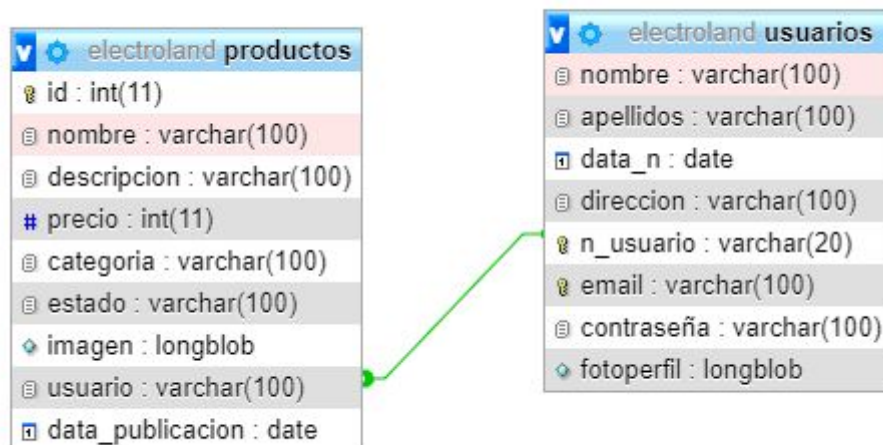 electroland productos
id : int(11)
nombre : varchar(100)
descripcion : varchar(100)
# precio : int(11)
categoria : varchar(100)
estado : varchar(100)
imagen : longblob
usuario : varchar(100)
data_publicacion : date
electroland usuarios
nombre : varchar(100)
apellidos : varchar(100)
data_n : date
direccion : varchar(100)
n_usuario : varchar(20)
email : varchar(100)
contraseña : varchar(100)
fotoperfil : longblob